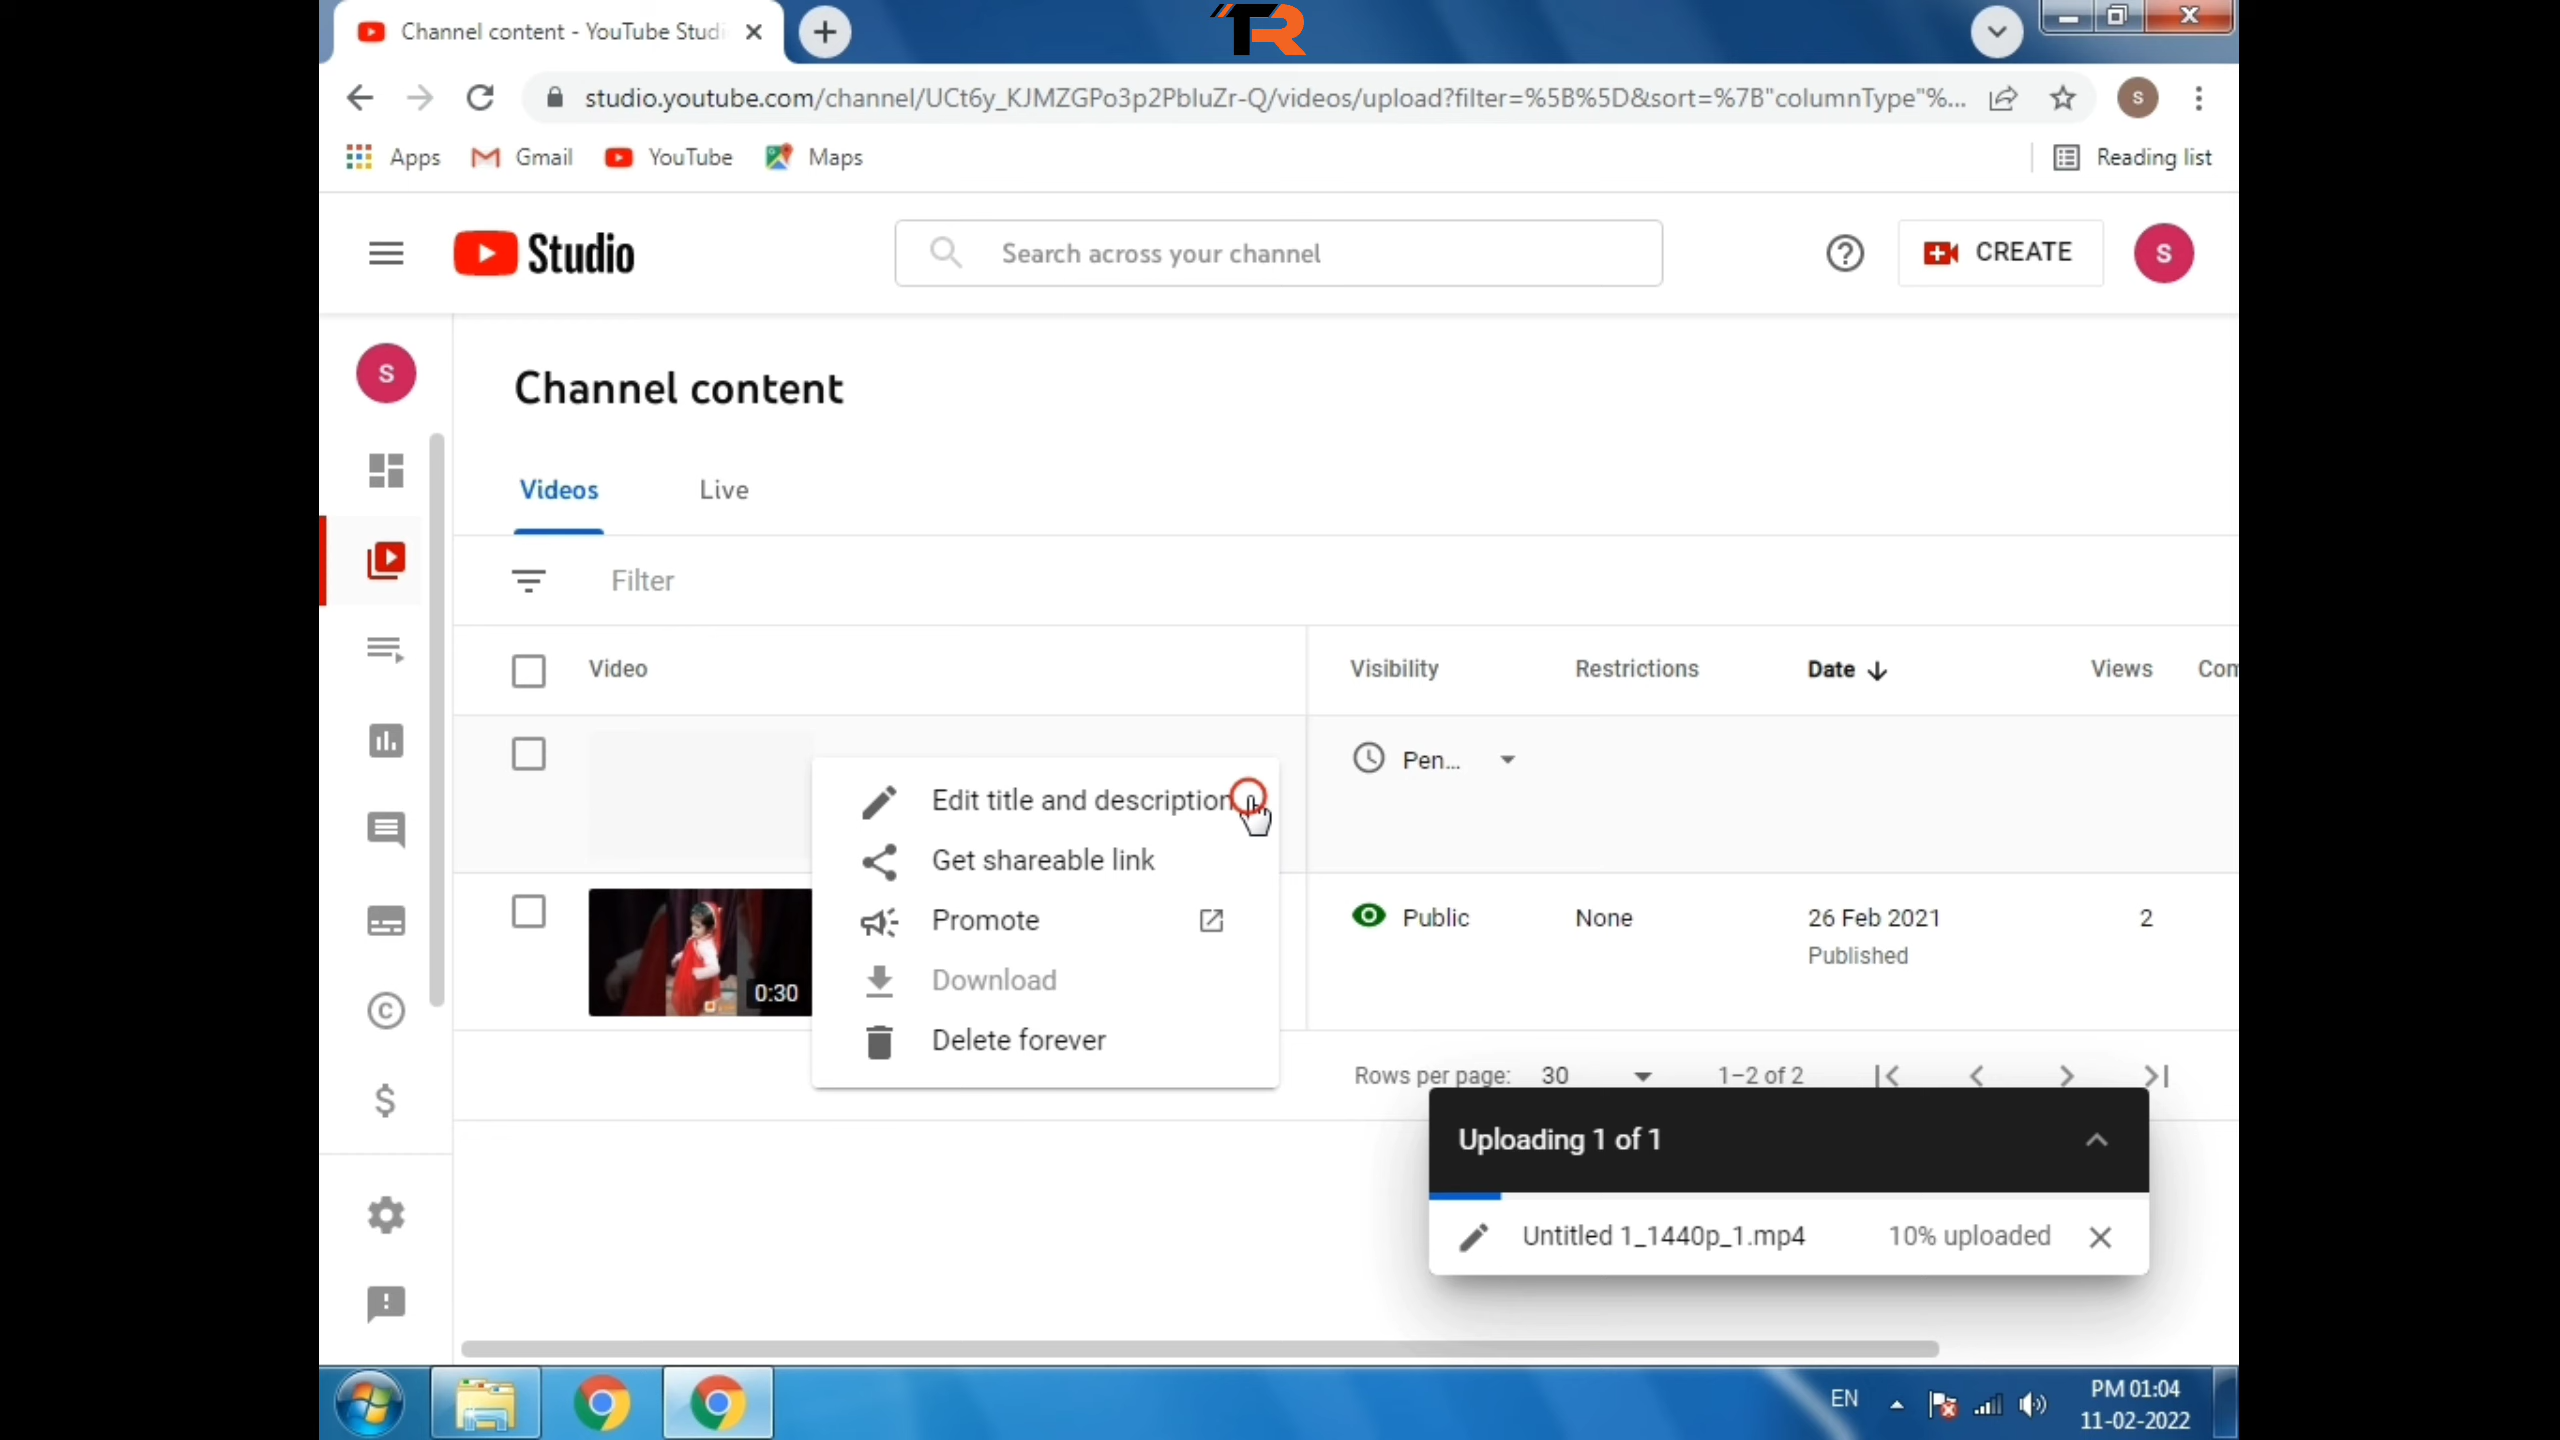 Channel content - YouTube Studi
TR
studio.youtube.com/channel/UCt6y_KJMZGPo3p2PbluZr-Q/videos/upload?filter=%5B%5D&sort=%7B"columnType"%...
S
Apps
Gmail
YouTube
Maps
Reading list
Studio
Search across your channel
CREATE
S
S
Channel content
Videos
Live
Filter
Video
Visibility
Restrictions
Date
Views
Com
Edit title and description
Pen...
Get shareable link
Promote
Public
None
26 Feb 2021
2
Published
0:30
Download
Delete forever
Rows per page:
30
1–2 of 2
Uploading 1 of 1
Untitled 1_1440p_1.mp4
10% uploaded
EN
PM 01:04
11-02-2022